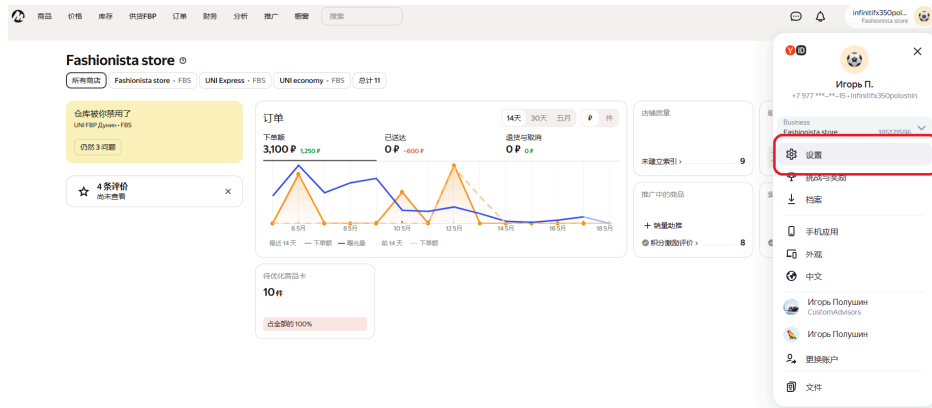 商品 价格 库存 供货FBP 订单 财务 分析 推广 橱窗 搜索
infinitifx350pol...
Fashionista store
Fashionista store
所有商店 Fashionista store · FBS UNI Express · FBS UNI economy · FBS 总计 11
仓库被你禁用了
UNI FBP Дунин · FBS
仍然 3 问题
4 条评价
尚未查看
订单
14天 30天 五月 ₽ 件
下单额 已送达 退货与取消
3,100 ₽ 1,250 ₽ 0 ₽ -600 ₽ 0 ₽ 0 ₽
6 5月 8 5月 10 5月 12 5月 14 5月 16 5月 18 5月
最近 14 天 下单额 曝光量 前 14 天 下单额
待优化商品卡
10 件
占全部的 100%
店铺质量
未建立索引 › 9
推广中的商品
+ 销量助推
积分激励评价 › 8
Y ID
Игорь П.
+7 977 ***-**-15 • infinitifx350polushin
Business
Fashionista store 186121596
设置
挑战与奖励
档案
手机应用
外观
中文
Игорь Полушин
CustomAdvisors
Игорь Полушин
更换账户
文件